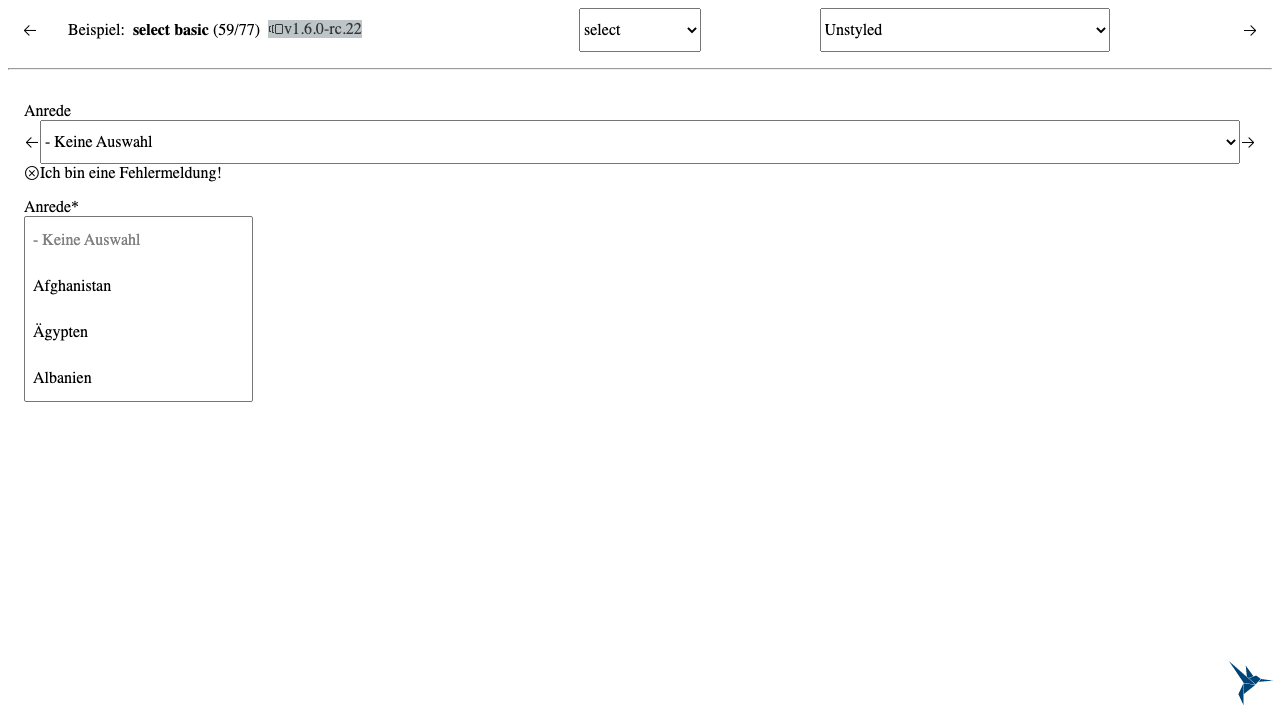 Beispiel: select basic (59/77) v1.6.0-rc.22 select Unstyled
Anrede
- Keine Auswahl
Ich bin eine Fehlermeldung!
Anrede*
- Keine Auswahl
Afghanistan
Ägypten
Albanien